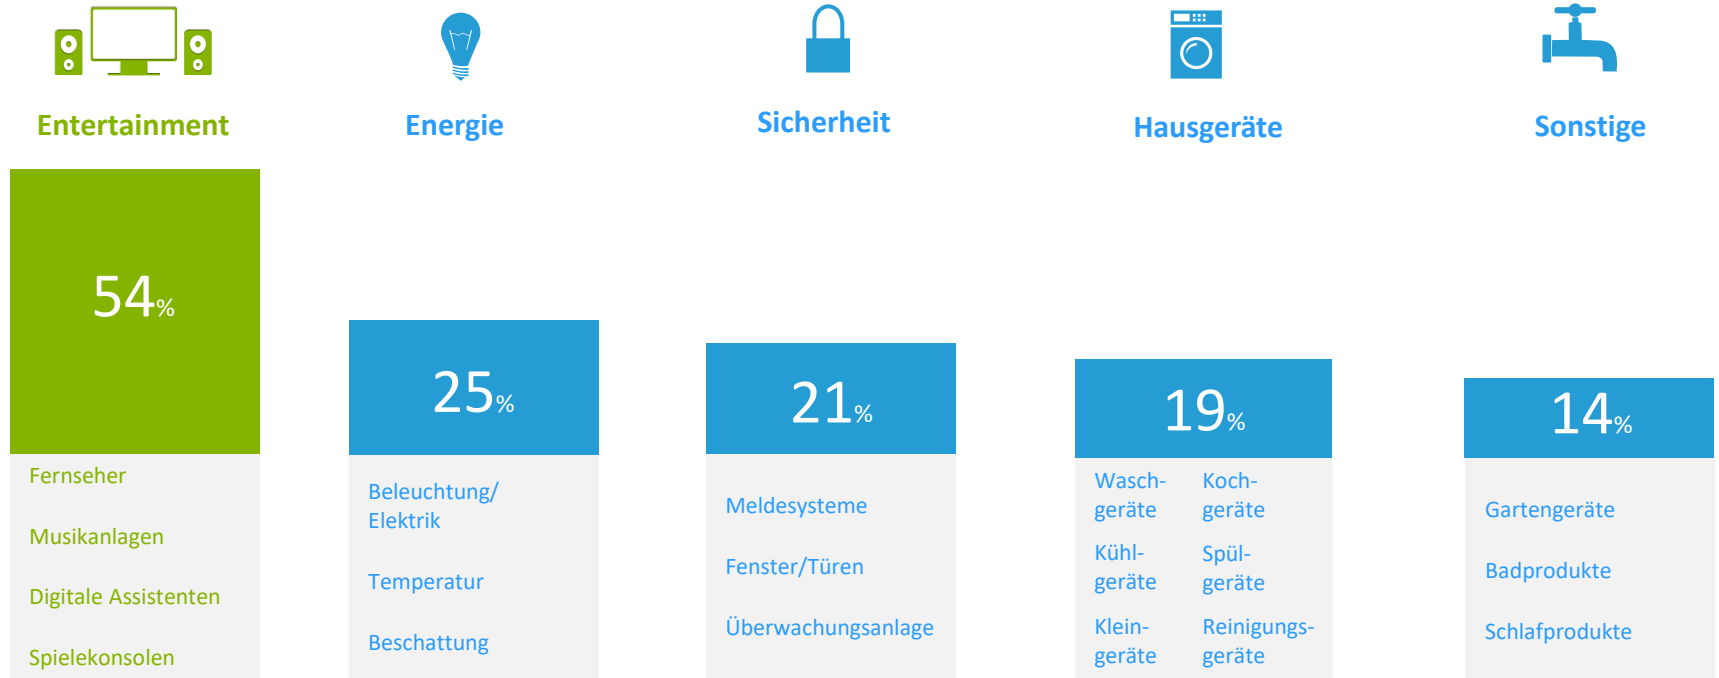 Entertainment
Energie
Sicherheit
Hausgeräte
Sonstige
54%
25%
21%
19%
14%
Fernseher
Musikanlagen
Digitale Assistenten
Spielekonsolen
Beleuchtung/
Elektrik
Temperatur
Beschattung
Meldesysteme
Fenster/Türen
Überwachungsanlage
Wasch-
geräte
Kühl-
geräte
Klein-
geräte
Koch-
geräte
Spül-
geräte
Reinigungs-
geräte
Gartengeräte
Badprodukte
Schlafprodukte